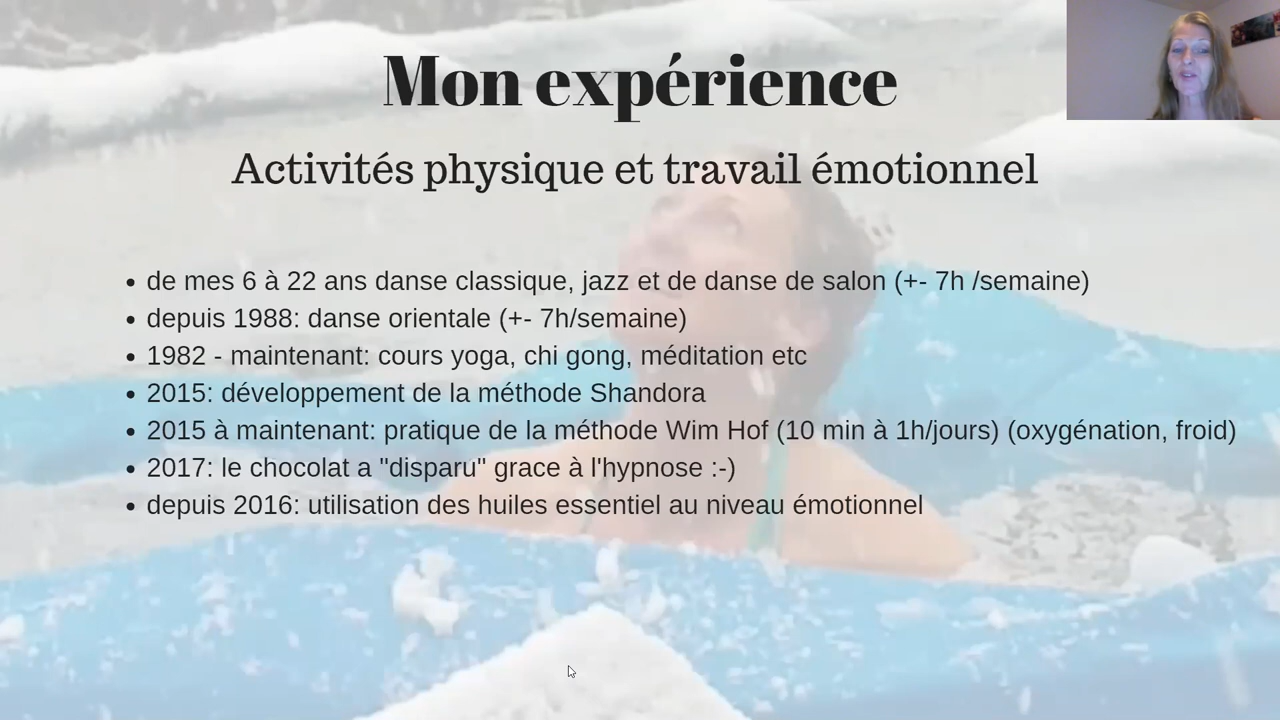 Mon expérience
Activités physique et travail émotionnel
• de mes 6 à 22 ans danse classique, jazz et de danse de salon (+- 7h /semaine)
• depuis 1988: danse orientale (+- 7h/semaine)
• 1982 - maintenant: cours yoga, chi gong, méditation etc
• 2015: développement de la méthode Shandora
• 2015 à maintenant: pratique de la méthode Wim Hof (10 min à 1h/jours) (oxygénation, froid)
• 2017: le chocolat a "disparu" grace à l'hypnose :-)
• depuis 2016: utilisation des huiles essentiel au niveau émotionnel